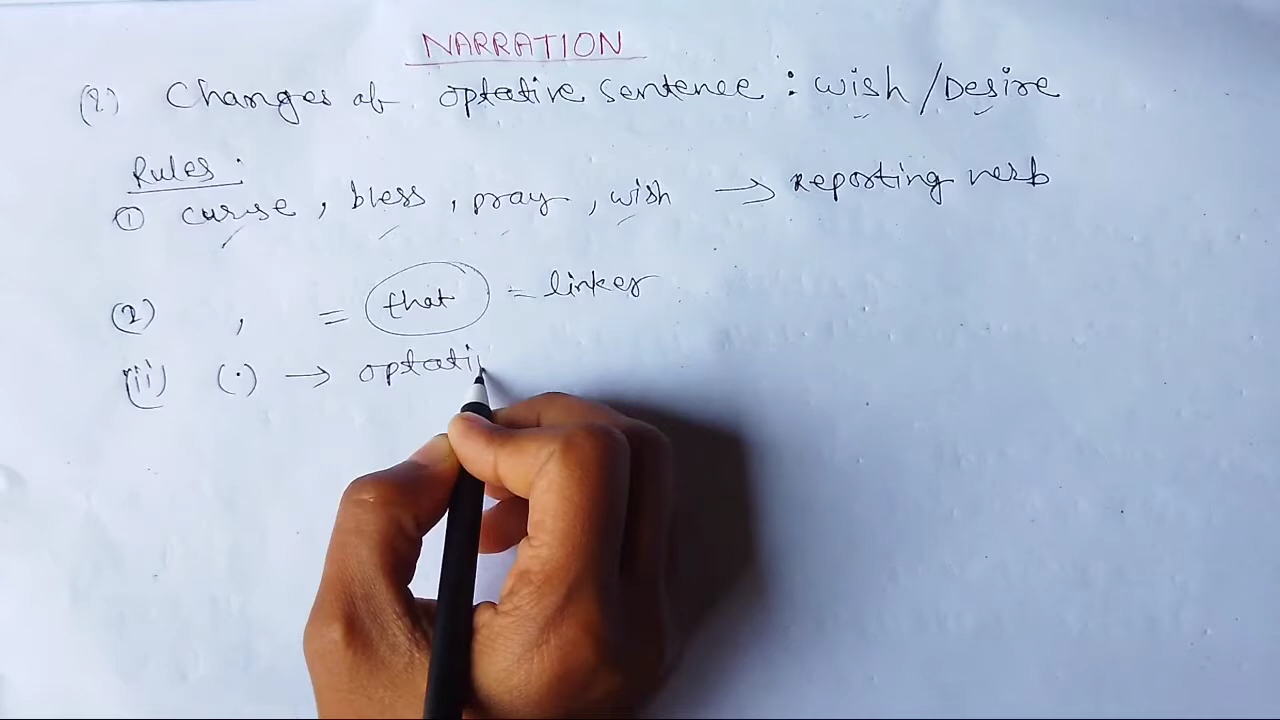 NARRATION
(2) Changes of optative sentence : wish / Desire
Rules :
① curse , bless , pray , wish → Reporting verb
(2) , = that = linker
(ii) (.) → optati